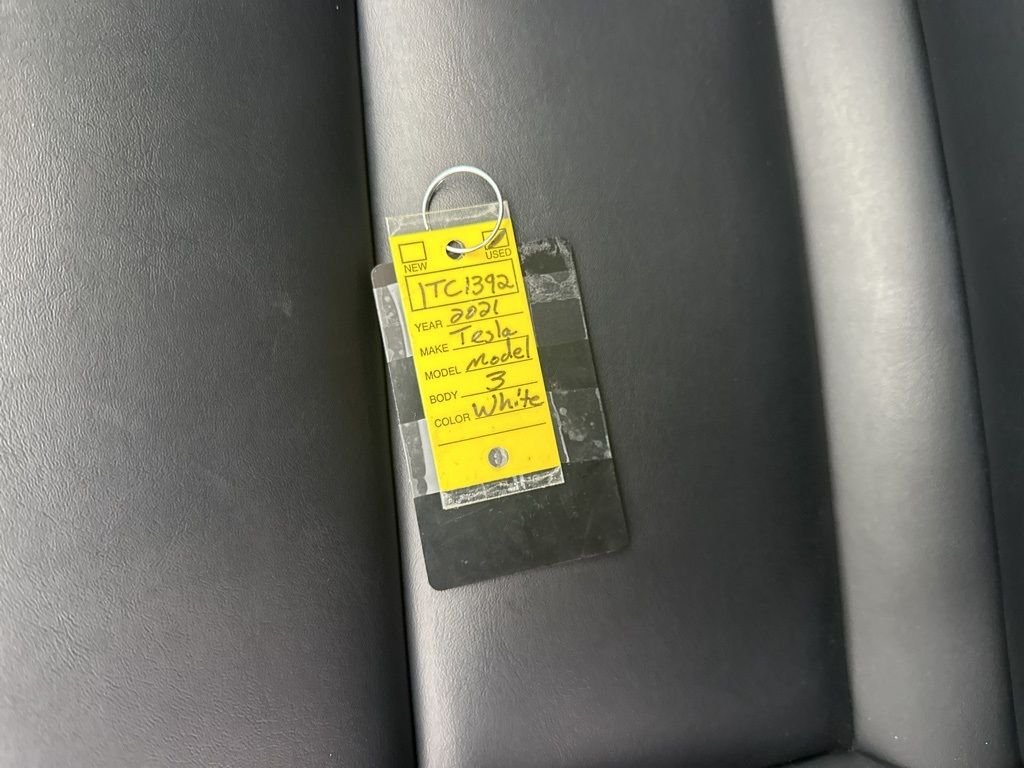 NEW USED
1TC1392
YEAR 2021
MAKE Tesla
MODEL Model
BODY 3
COLOR White